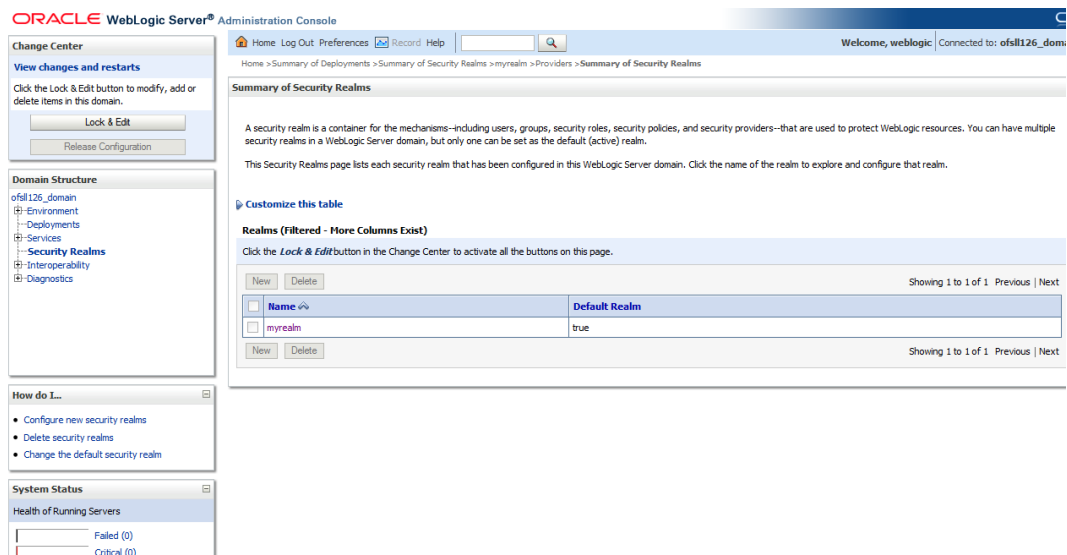 ORACLE WebLogic Server® Administration Console
Change Center
View changes and restarts
Click the Lock & Edit button to modify, add or
delete items in this domain.
Lock & Edit
Release Configuration
Domain Structure
ofsll126_domain
Environment
Deployments
Services
Security Realms
Interoperability
Diagnostics
How do I...
Configure new security realms
Delete security realms
Change the default security realm
System Status
Health of Running Servers
Failed (0)
Critical (0)
Home Log Out Preferences Record Help
Welcome, weblogic Connected to: ofsll126_doma
Home >Summary of Deployments >Summary of Security Realms >myrealm >Providers >Summary of Security Realms
Summary of Security Realms
A security realm is a container for the mechanisms--including users, groups, security roles, security policies, and security providers--that are used to protect WebLogic resources. You can have multiple
security realms in a WebLogic Server domain, but only one can be set as the default (active) realm.
This Security Realms page lists each security realm that has been configured in this WebLogic Server domain. Click the name of the realm to explore and configure that realm.
Customize this table
Realms (Filtered - More Columns Exist)
Click the Lock & Edit button in the Change Center to activate all the buttons on this page.
New Delete Showing 1 to 1 of 1 Previous | Next
Name Default Realm
myrealm true
New Delete Showing 1 to 1 of 1 Previous | Next